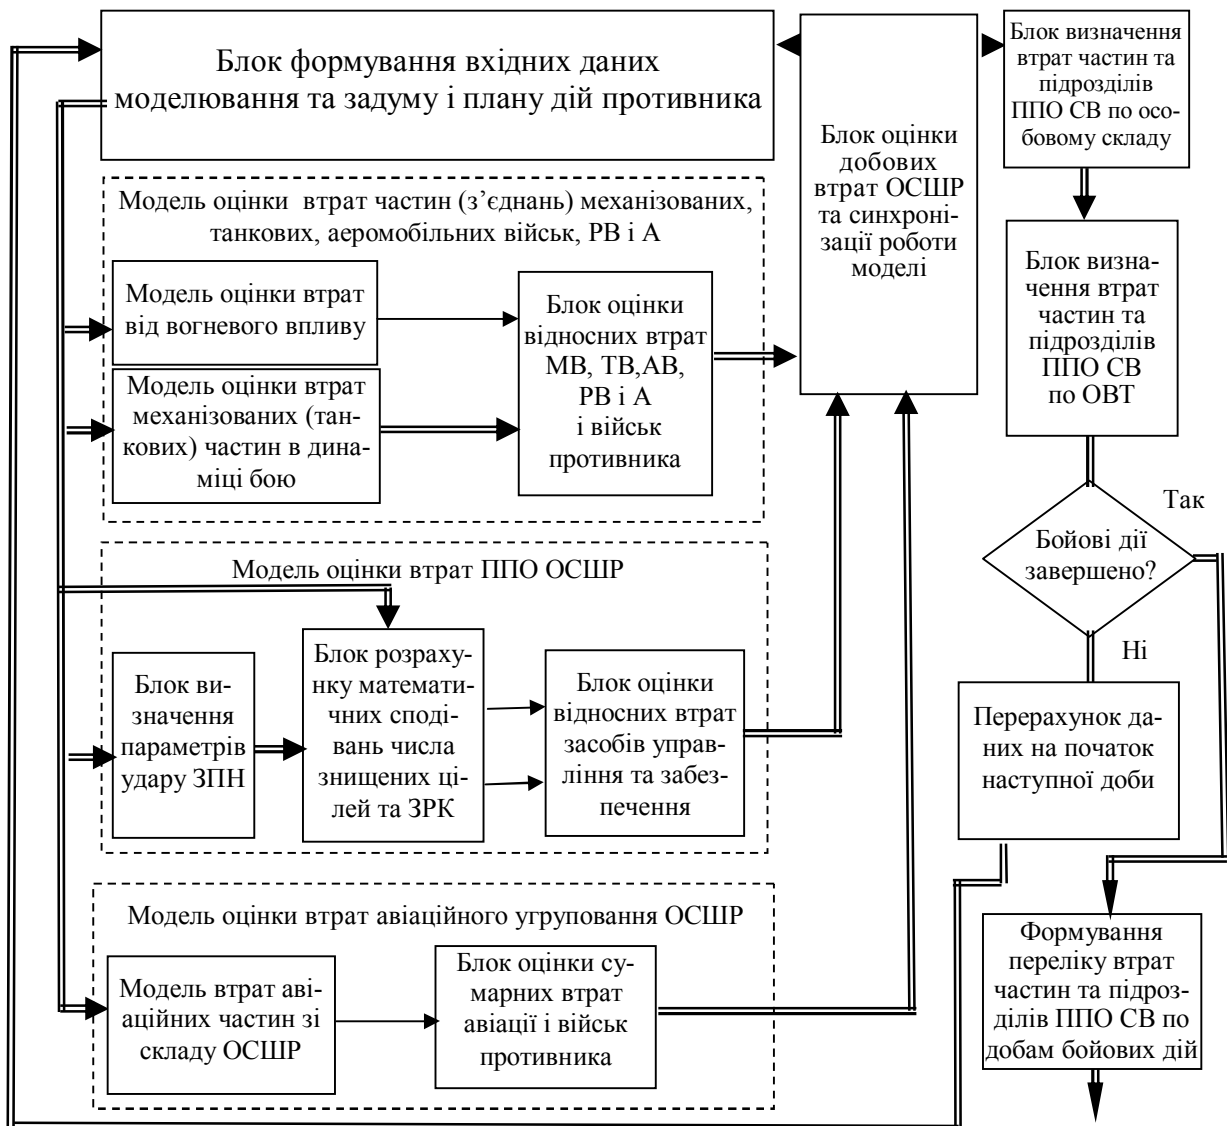 Блок формування вхідних даних
моделювання та задуму і плану дій противника
Модель оцінки втрат частин (з’єднань) механізованих,
танкових, аеромобільних військ, РВ і А
Модель оцінки втрат
від вогневого впливу
Модель оцінки втрат
механізованих (тан-
кових) частин в дина-
міці бою
Блок оцінки
відносних втрат
МВ, ТВ,АВ,
РВ і А
і військ
противника
Модель оцінки втрат ППО ОСШР
Блок ви-
значення
параметрів
удару ЗПН
Блок розраху-
нку математи-
чних споді-
вань числа
знищених ці-
лей та ЗРК
Блок оцінки
відносних втрат
засобів управ-
ління та забез-
печення
Модель оцінки втрат авіаційного угруповання ОСШР
Модель втрат аві-
аційних частин зі
складу ОСШР
Блок оцінки су-
марних втрат
авіації і військ
противника
Блок оцінки
добових
втрат ОСШР
та синхроні-
зації роботи
моделі
Блок визначення
втрат частин та
підрозділів
ППО СВ по осо-
бовому складу
Блок визна-
чення втрат
частин та
підрозділів
ППО СВ
по ОВТ
Так
Бойові дії
завершено?
Ні
Перерахунок да-
них на початок
наступної доби
Формування
переліку втрат
частин та підроз-
ділів ППО СВ по
добам бойових дій